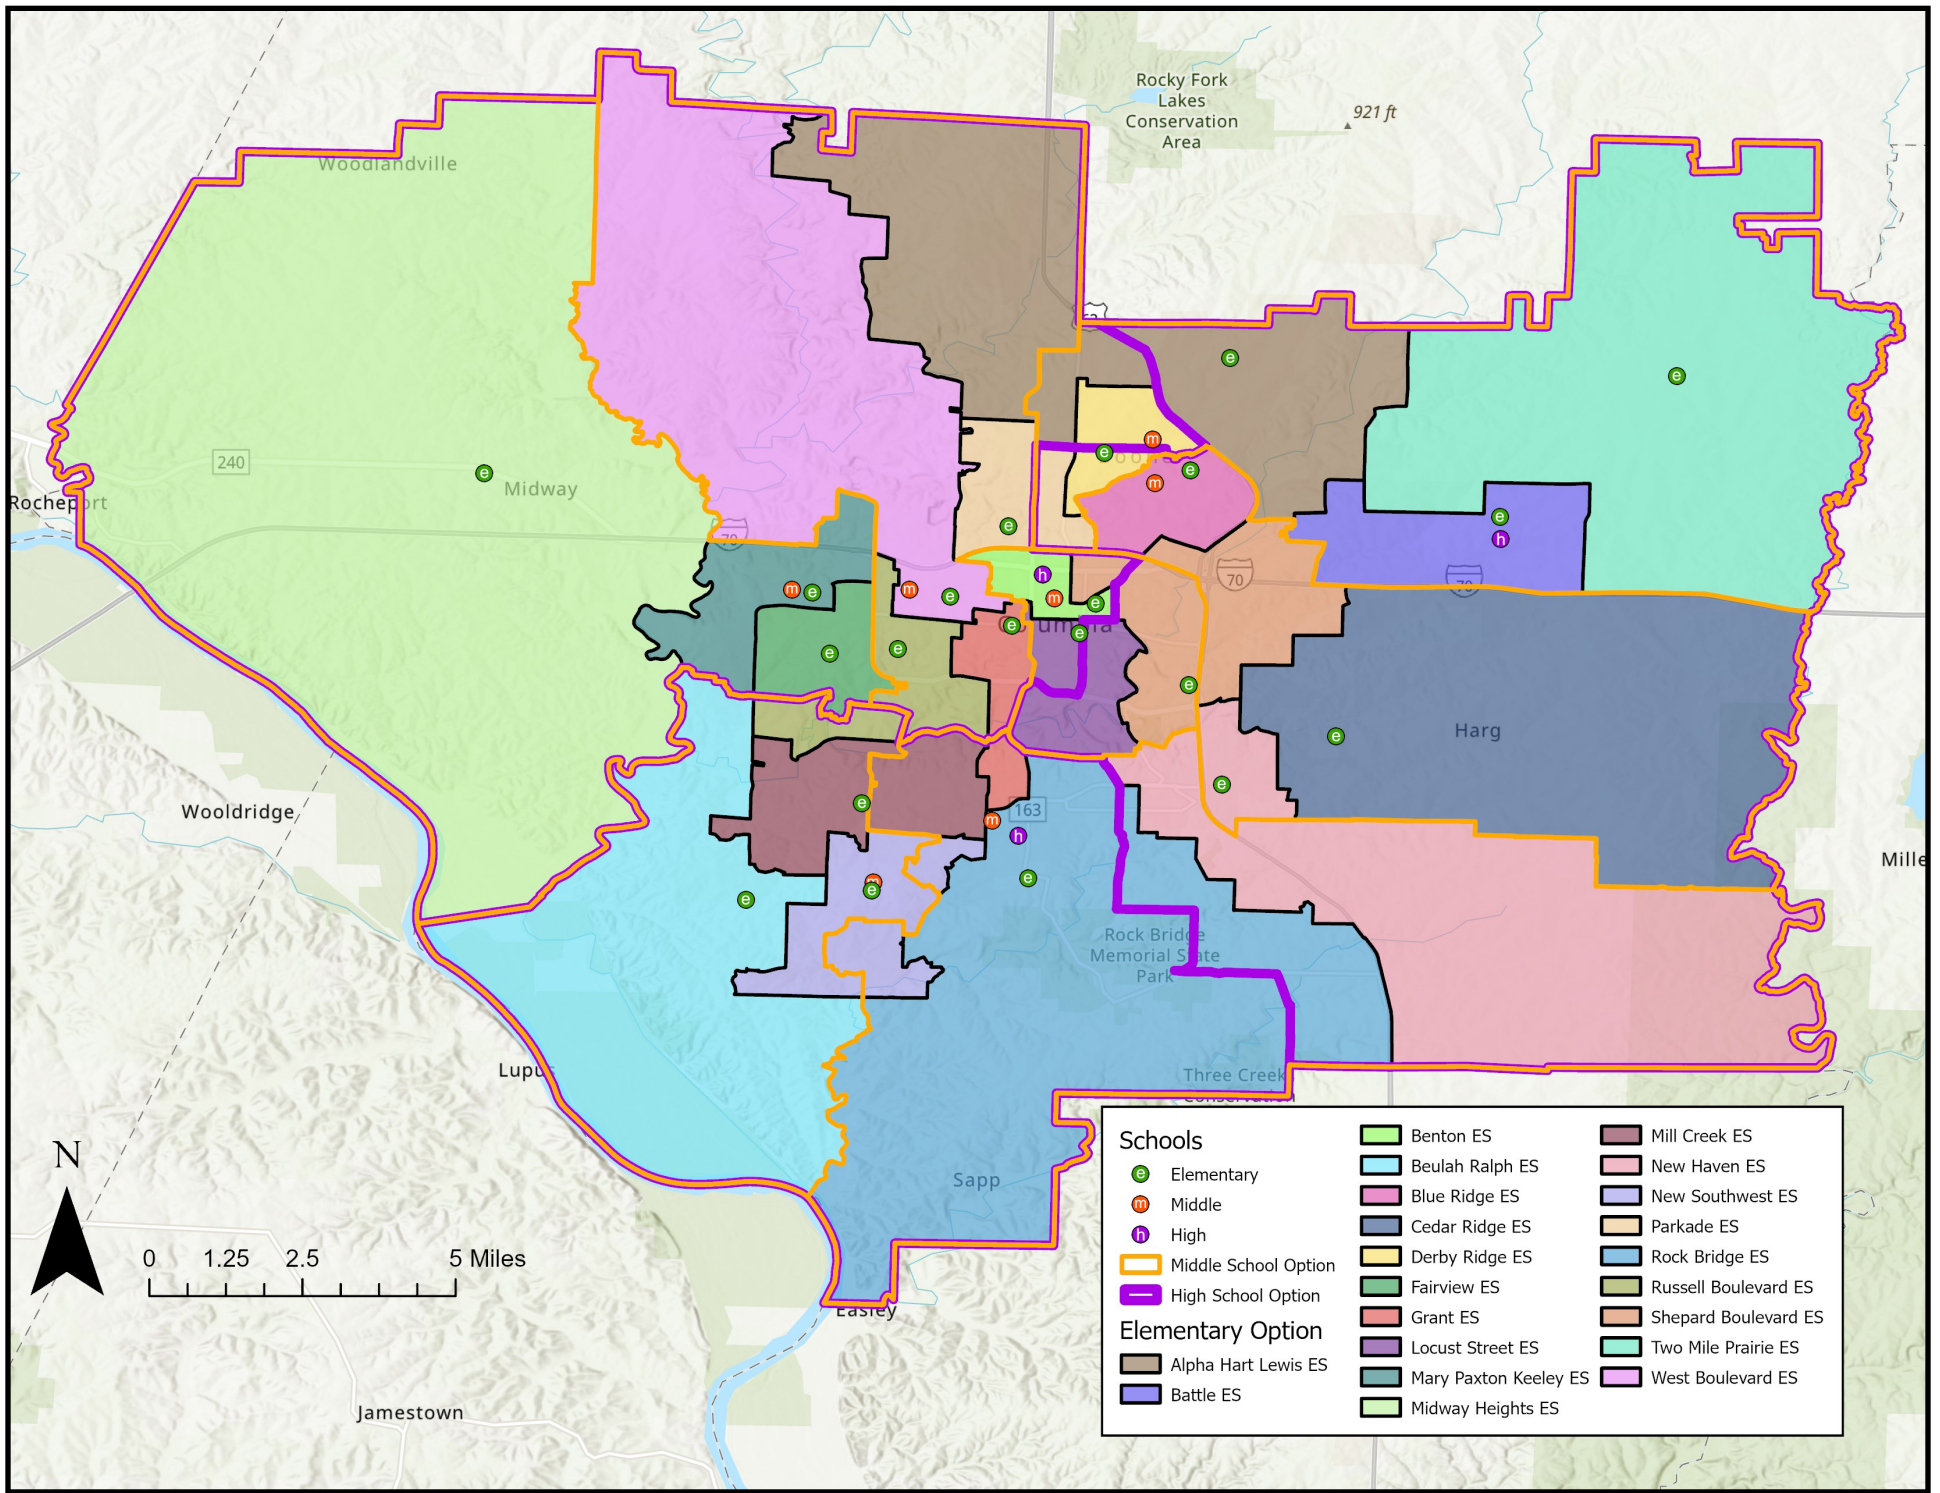 Rocky Fork
Lakes
Conservation
Area
921 ft
Woodlandville
240
Midway
Rocheport
70
70
70
Harg
Wooldridge
163
Mille
Rock Bridge
Memorial State
Park
Lupus
Three Creek
Conservation
Sapp
Easley
Jamestown
N
0 1.25 2.5 5 Miles
e
e
e
m
e
e
m
e
e
h
h
m
e
m
e
h
m
e
e
e
e
e
e
e
e
e
m
h
m
e
e
e
Schools
e Elementary
m Middle
h High
Middle School Option
High School Option
Elementary Option
Alpha Hart Lewis ES
Battle ES
Benton ES
Beulah Ralph ES
Blue Ridge ES
Cedar Ridge ES
Derby Ridge ES
Fairview ES
Grant ES
Locust Street ES
Mary Paxton Keeley ES
Midway Heights ES
Mill Creek ES
New Haven ES
New Southwest ES
Parkade ES
Rock Bridge ES
Russell Boulevard ES
Shepard Boulevard ES
Two Mile Prairie ES
West Boulevard ES